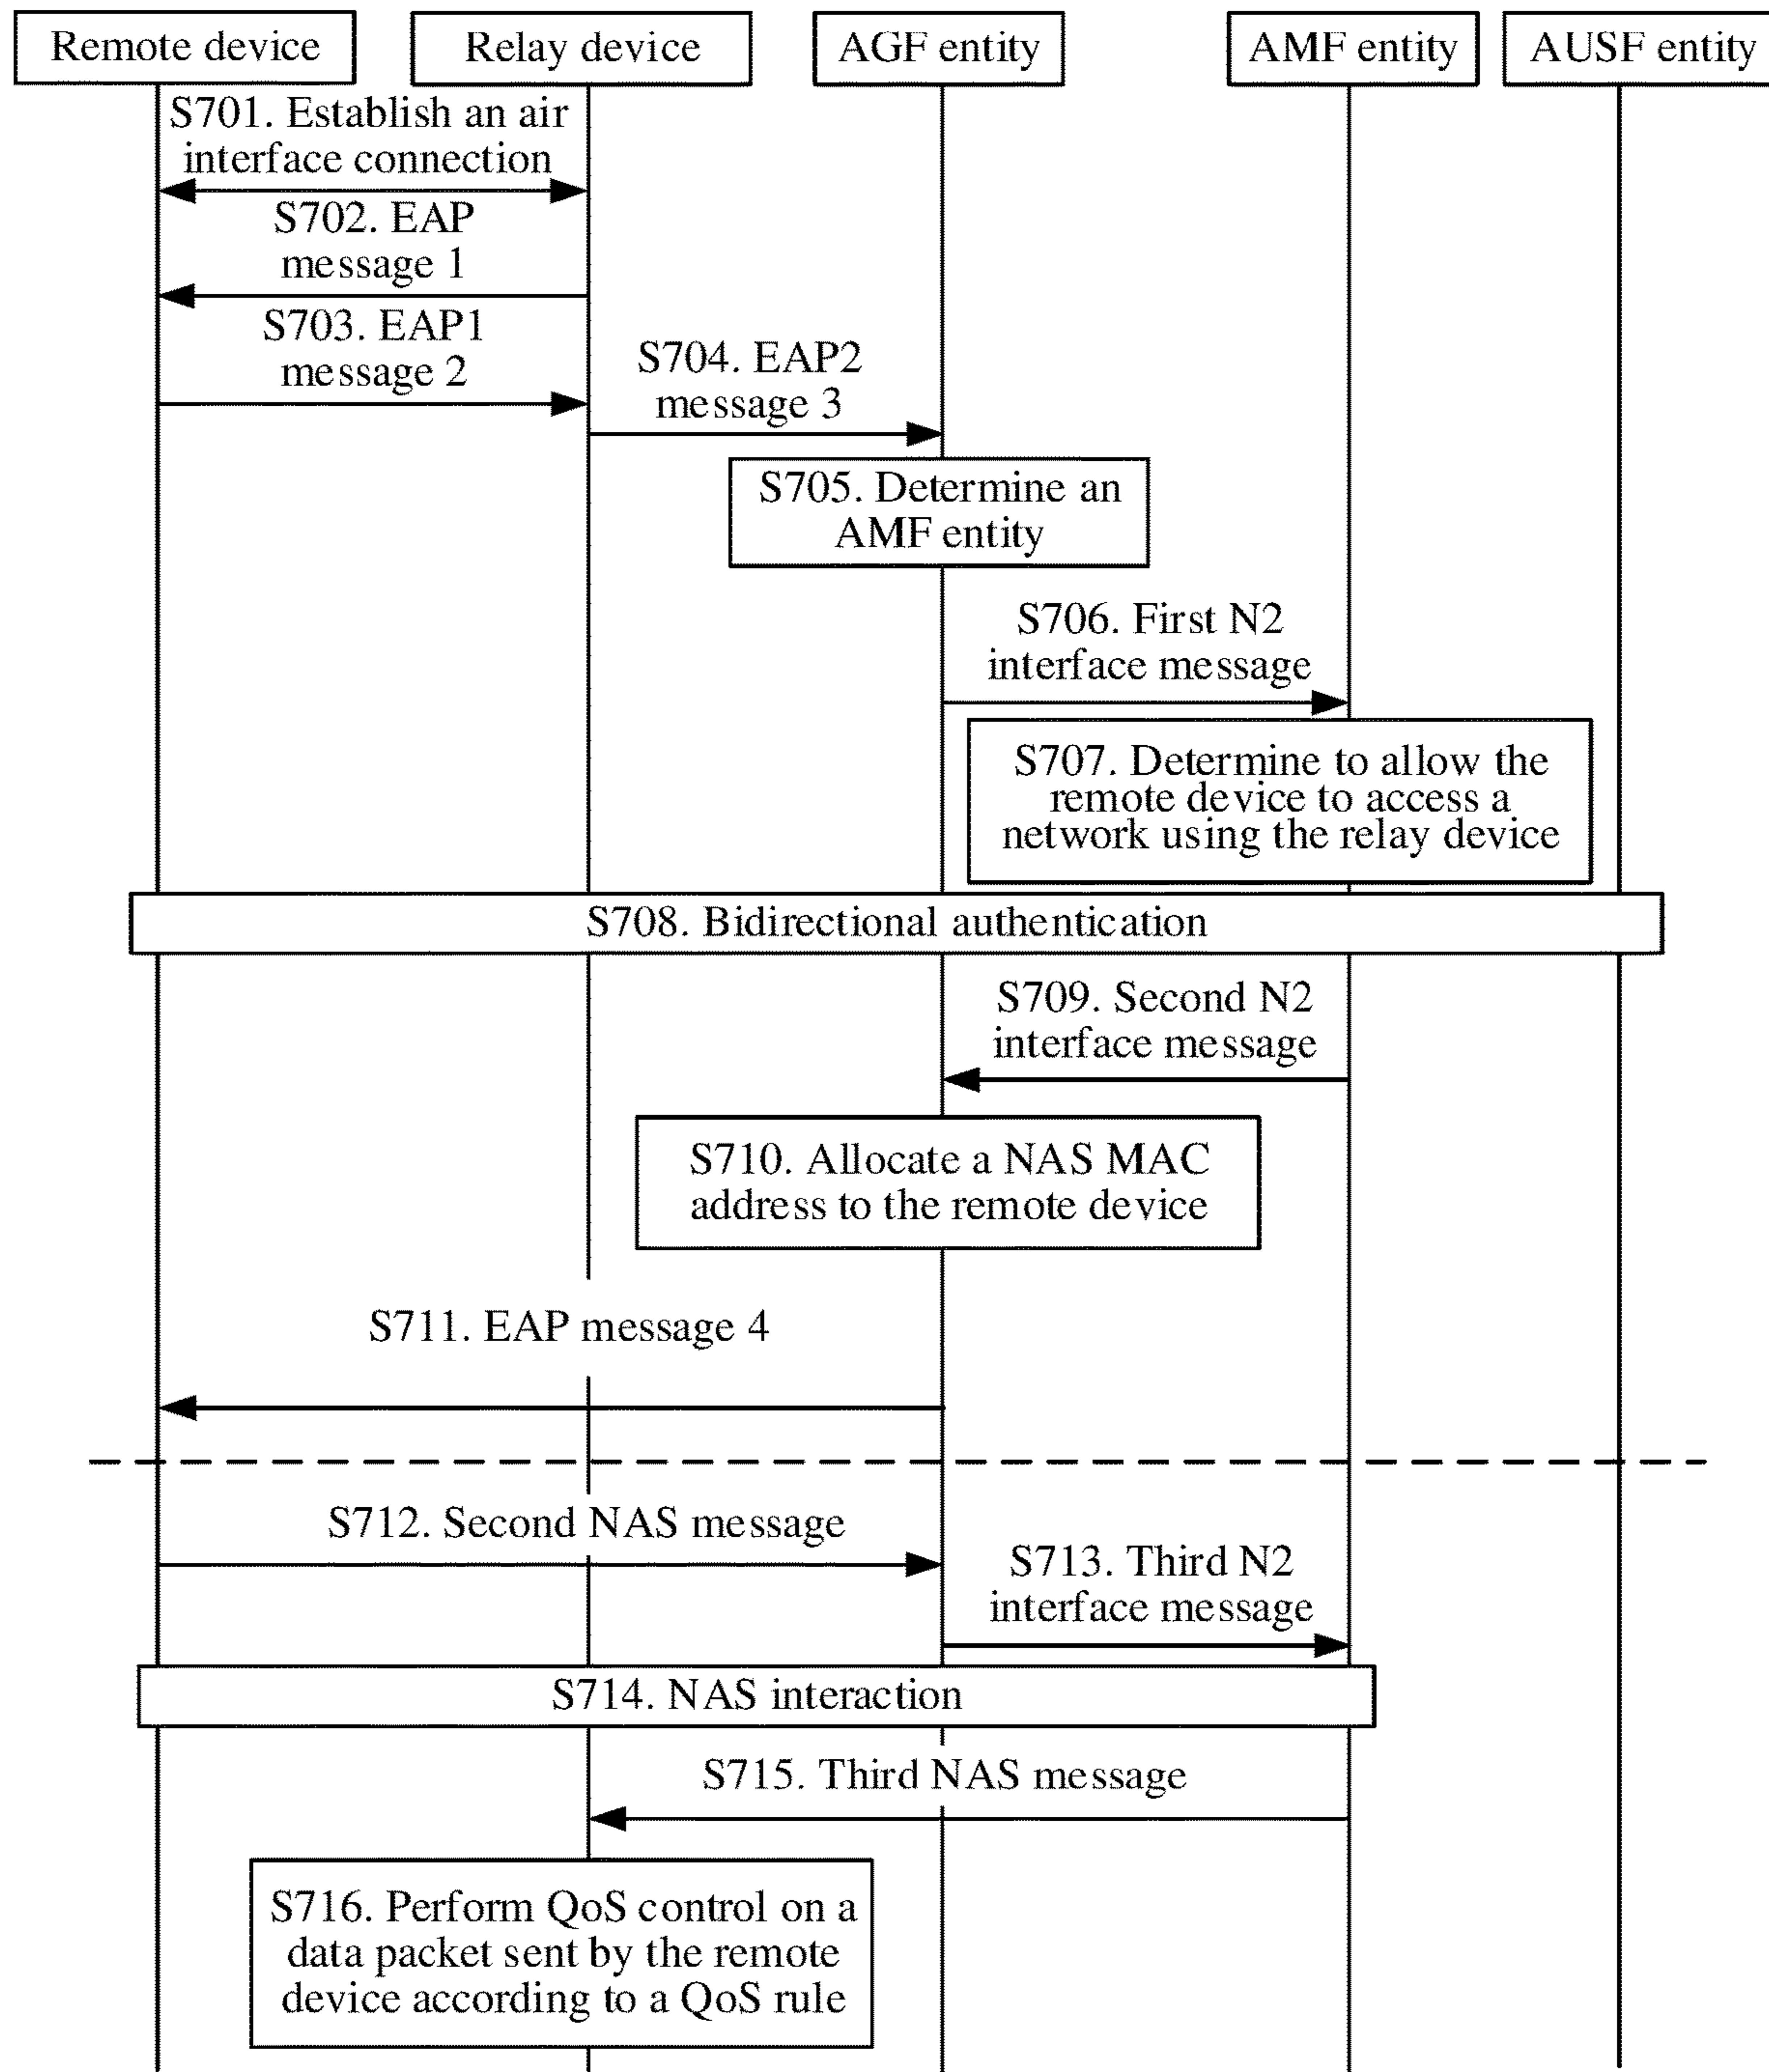 Remote device
Relay device
AGF entity
AMF entity
AUSF entity
S701. Establish an air
interface connection
S702. EAP
message 1
S703. EAP1
message 2
S704. EAP2
message 3
S705. Determine an
AMF entity
S706. First N2
interface message
S707. Determine to allow the
remote device to access a
network using the relay device
S708. Bidirectional authentication
S709. Second N2
interface message
S710. Allocate a NAS MAC
address to the remote device
S711. EAP message 4
S712. Second NAS message
S713. Third N2
interface message
S714. NAS interaction
S715. Third NAS message
S716. Perform QoS control on a
data packet sent by the remote
device according to a QoS rule